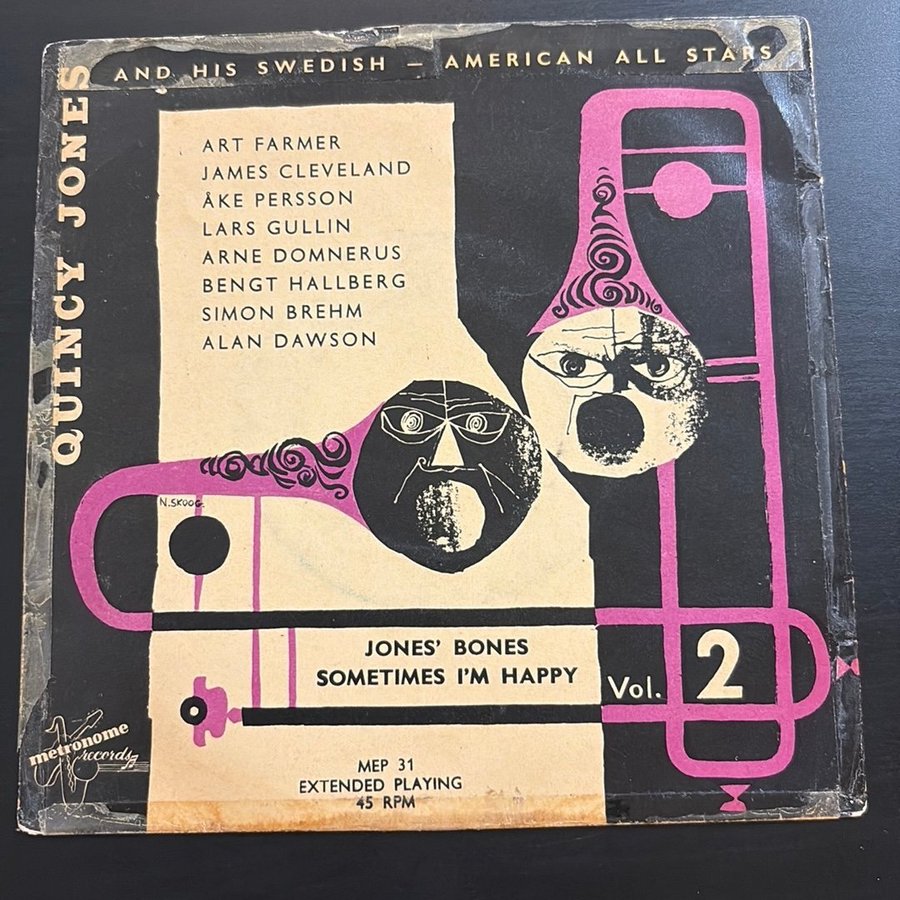 QUINCY JONES
AND HIS SWEDISH — AMERICAN ALL STARS
ART FARMER
JAMES CLEVELAND
ÅKE PERSSON
LARS GULLIN
ARNE DOMNERUS
BENGT HALLBERG
SIMON BREHM
ALAN DAWSON
N.SKOOG.
JONES' BONES
SOMETIMES I'M HAPPY
Vol. 2
metronome
records
MEP 31
EXTENDED PLAYING
45 RPM